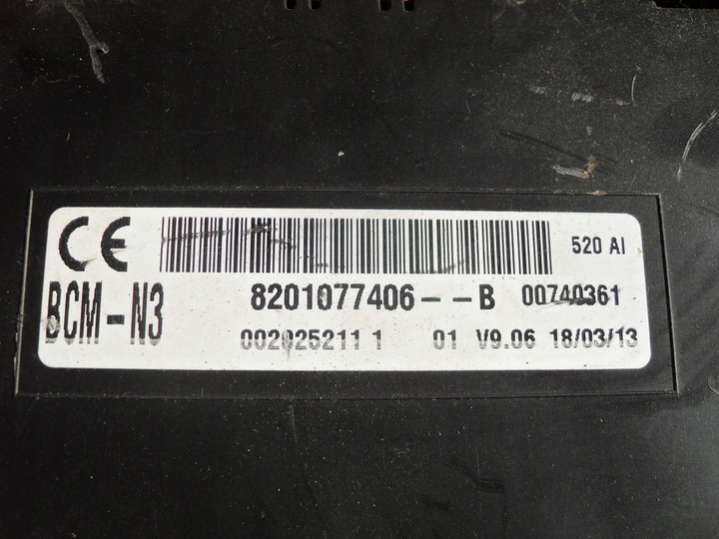 CE 520 AI
BCM-N3 8201077406--B 00740361
002025211 1 01 V9.06 18/03/13